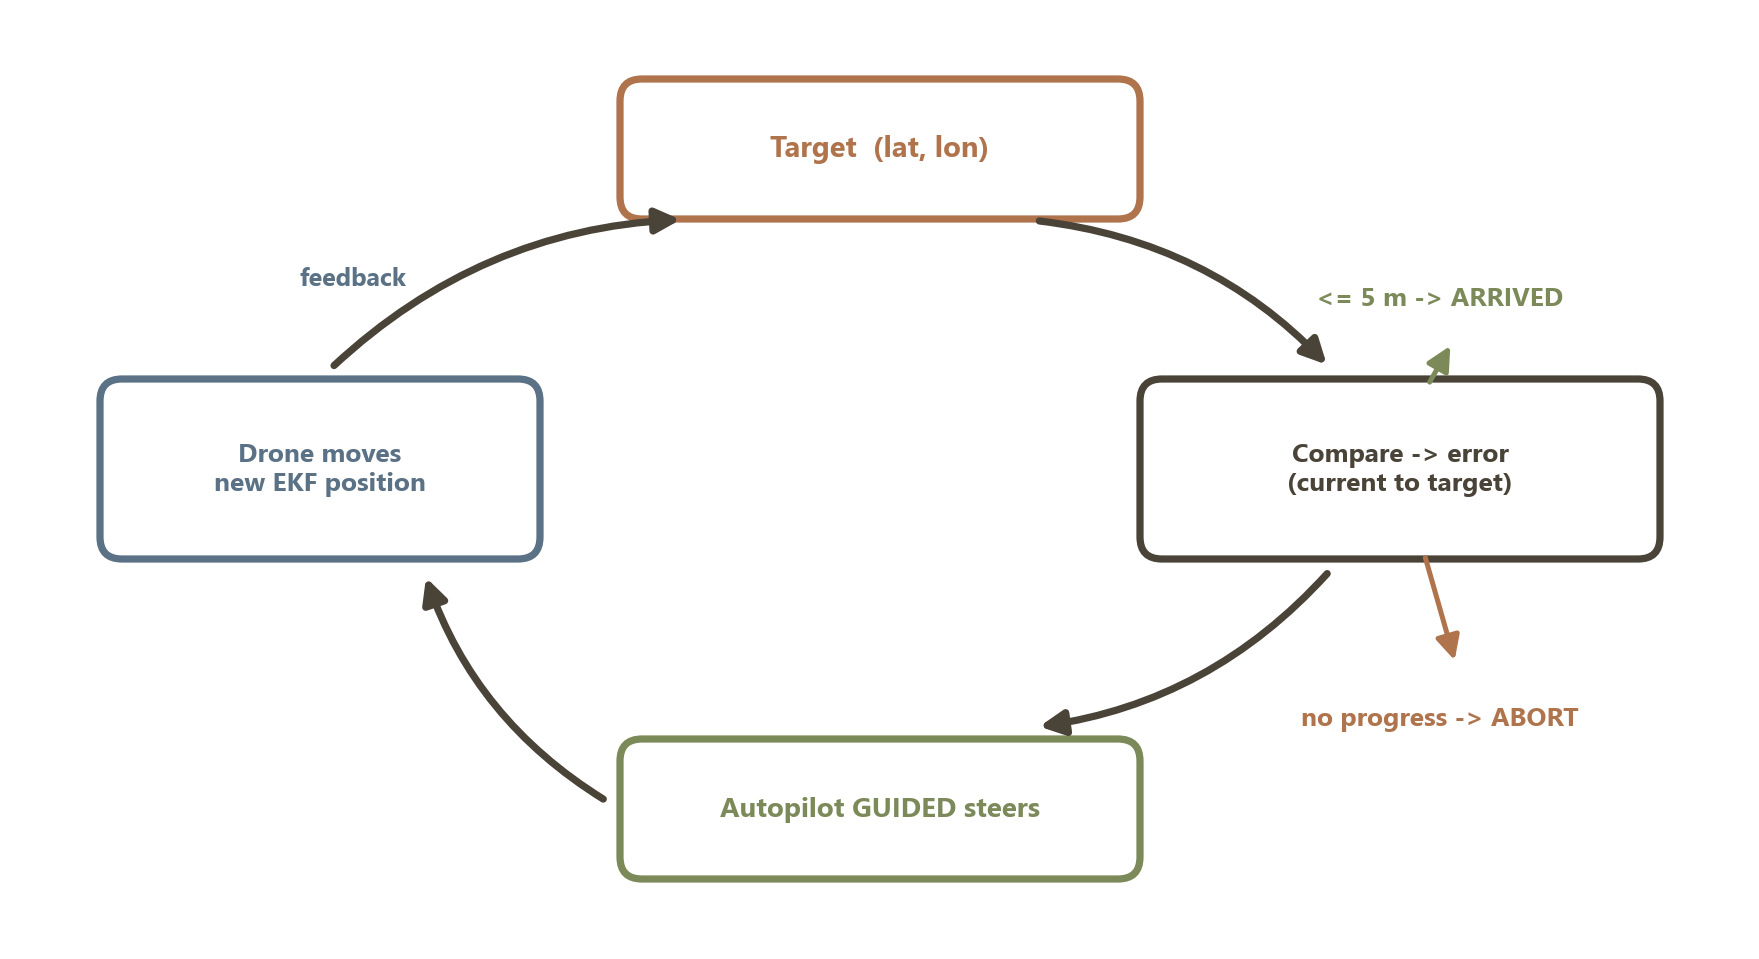 Target  (lat, lon)
feedback
<= 5 m -> ARRIVED
Drone moves
new EKF position
Compare -> error
(current to target)
no progress -> ABORT
Autopilot GUIDED steers